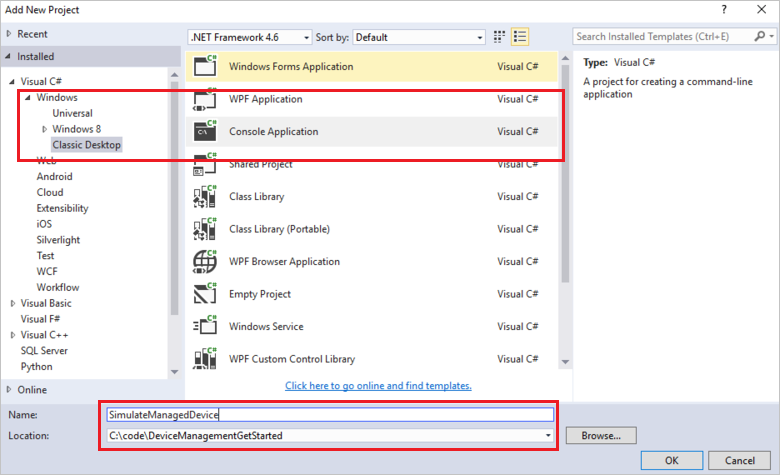 Add New Project
? X
Recent
.NET Framework 4.6 Sort by: Default
Search Installed Templates (Ctrl+E)
Installed
Visual C#
Windows
Universal
Windows 8
Classic Desktop
Web
Android
Cloud
Extensibility
iOS
Silverlight
Test
WCF
Workflow
Visual Basic
Visual F#
Visual C++
SQL Server
Python
Online
Windows Forms Application Visual C#
WPF Application Visual C#
Console Application Visual C#
Shared Project Visual C#
Class Library Visual C#
Class Library (Portable) Visual C#
WPF Browser Application Visual C#
Empty Project Visual C#
Windows Service Visual C#
WPF Custom Control Library Visual C#
Click here to go online and find templates.
Type: Visual C#
A project for creating a command-line
application
Name: SimulateManagedDevice
Location: C:\code\DeviceManagementGetStarted
Browse...
OK Cancel